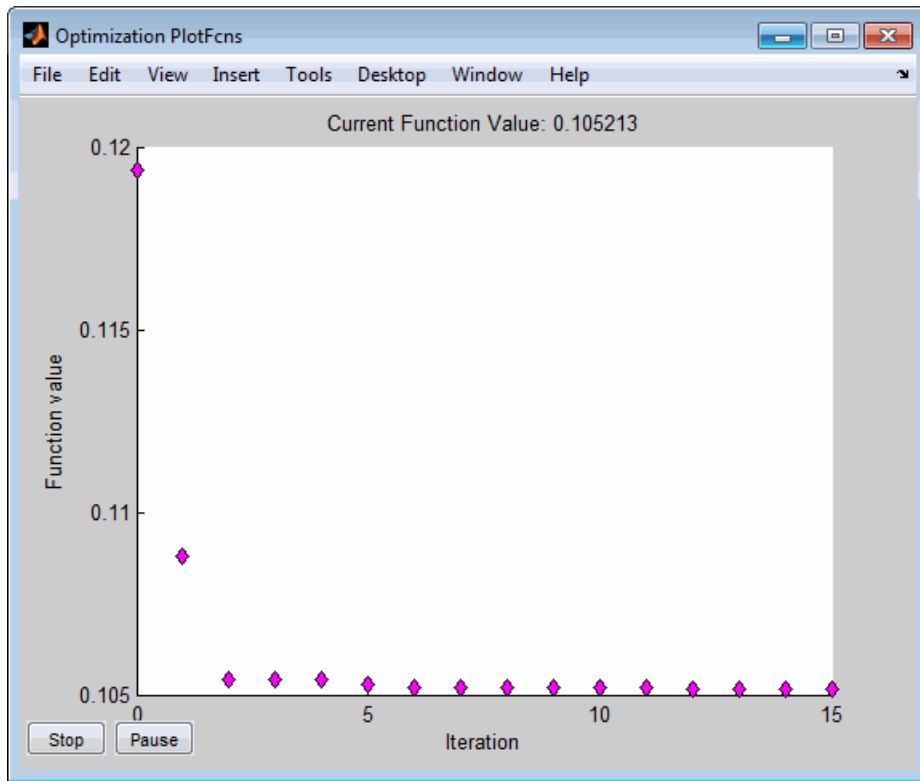 Optimization PlotFcns
File Edit View Insert Tools Desktop Window Help
Current Function Value: 0.105213
0.12
0.115
0.11
0.105
Function value
0 5 10 15
Iteration
Stop Pause